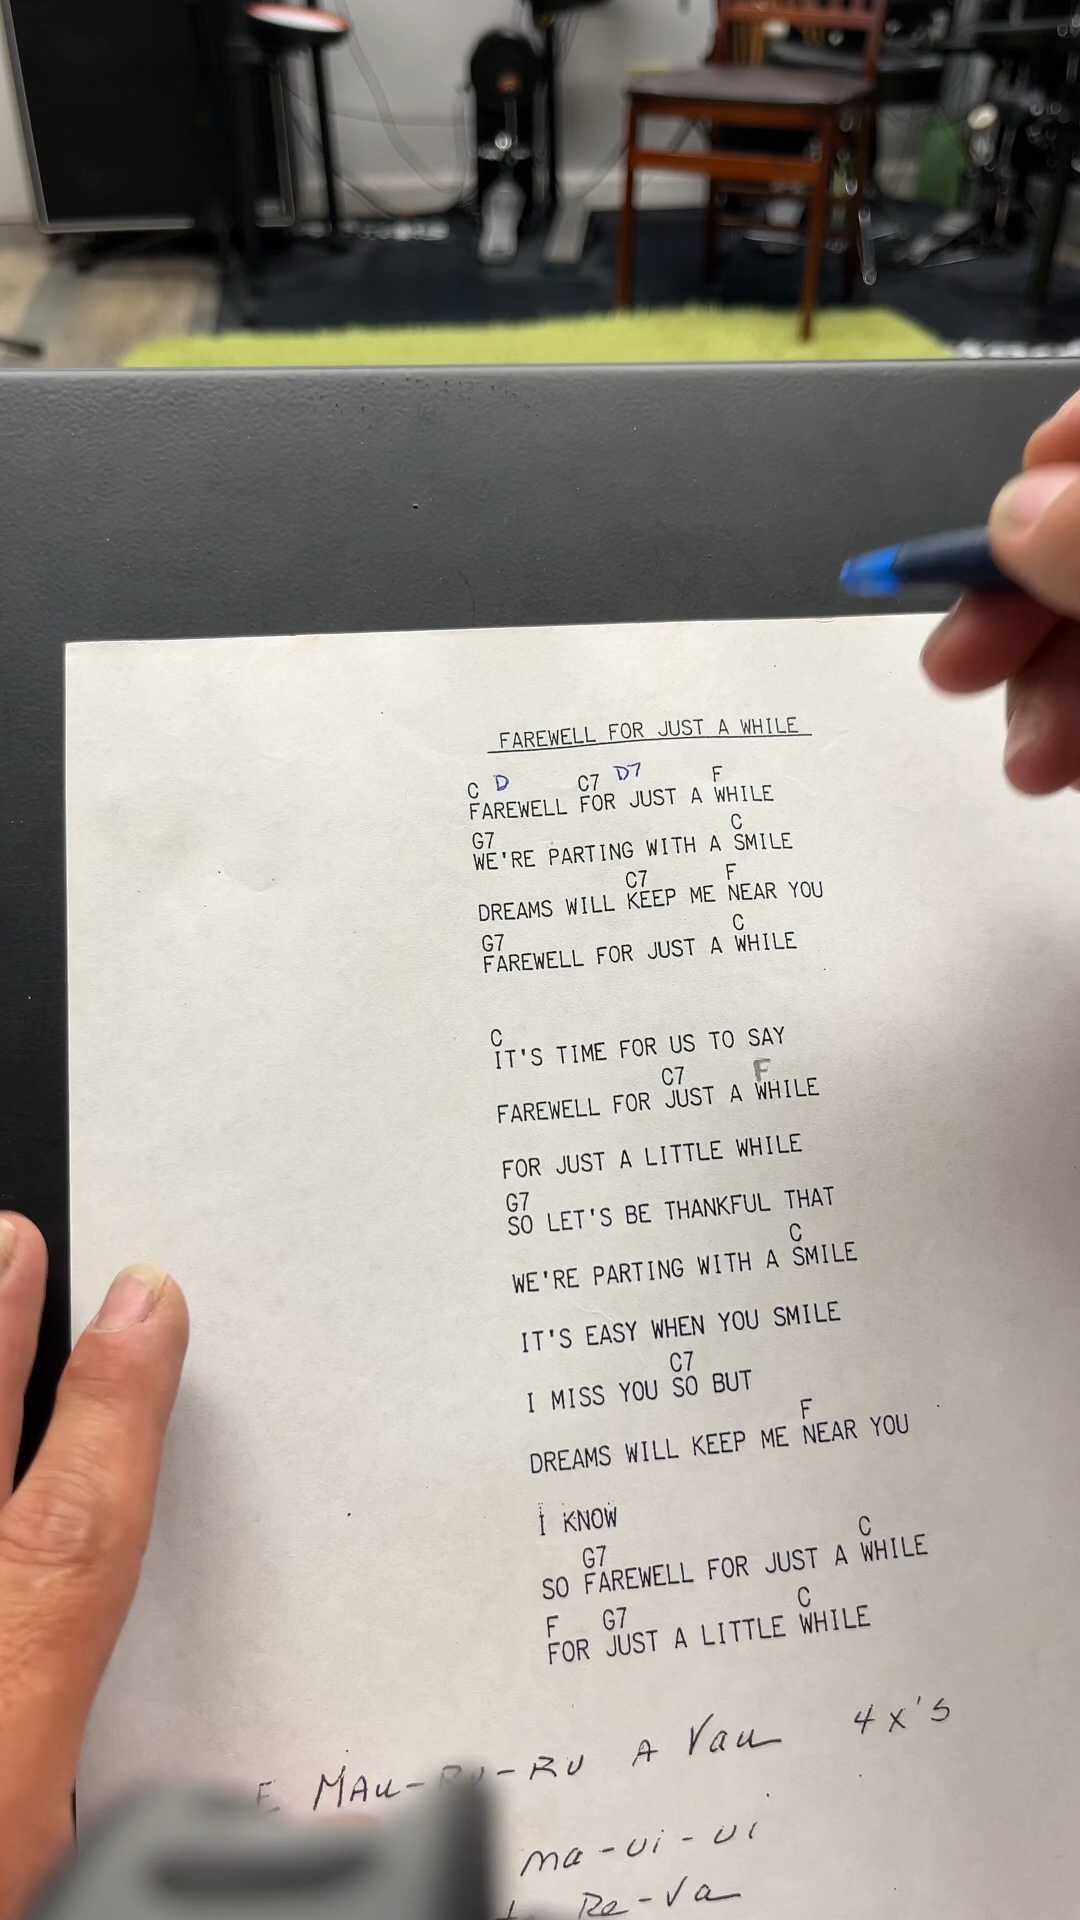 FAREWELL FOR JUST A WHILE
C D C7 D7 F
FAREWELL FOR JUST A WHILE
G7 C
WE'RE PARTING WITH A SMILE
C7 F
DREAMS WILL KEEP ME NEAR YOU
G7 C
FAREWELL FOR JUST A WHILE
C
IT'S TIME FOR US TO SAY
C7 F
FAREWELL FOR JUST A WHILE
FOR JUST A LITTLE WHILE
G7
SO LET'S BE THANKFUL THAT
C
WE'RE PARTING WITH A SMILE
IT'S EASY WHEN YOU SMILE
C7
I MISS YOU SO BUT
F
DREAMS WILL KEEP ME NEAR YOU
I KNOW
G7 C
SO FAREWELL FOR JUST A WHILE
F G7 C
FOR JUST A LITTLE WHILE
E MAu-RU-RU A Vau 4x's
ma-ui-ui
Re-Va